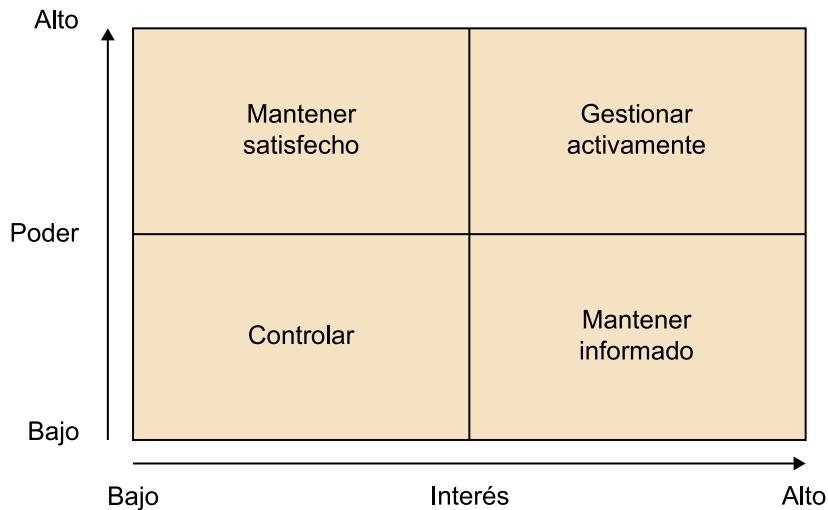 Alto
Mantener
satisfecho
Gestionar
activamente
Poder
Controlar
Mantener
informado
Bajo
Bajo
Interés
Alto